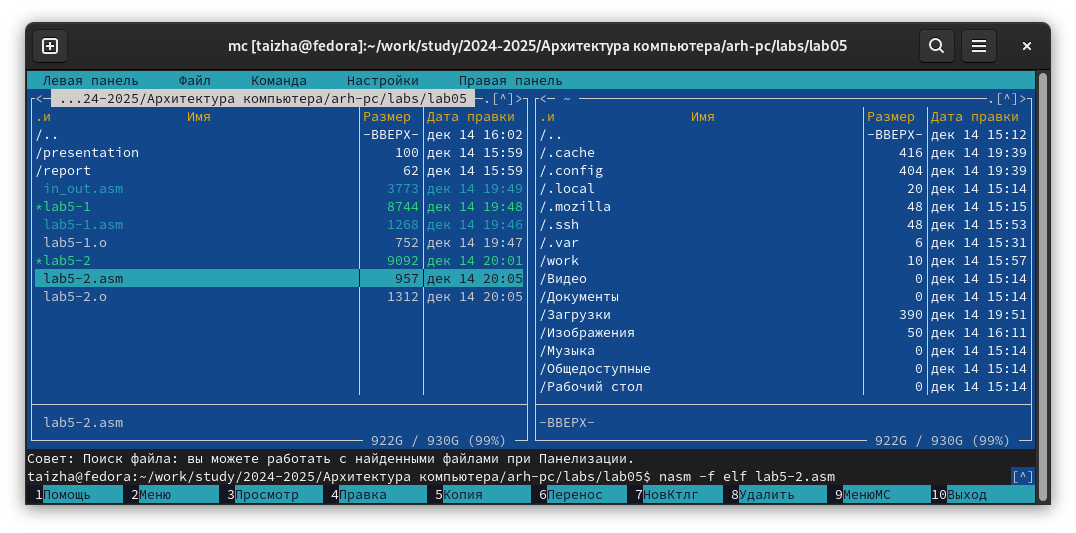 mc [taizha@fedora]:~/work/study/2024-2025/Архитектура компьютера/arh-pc/labs/lab05
Левая панель Файл Команда Настройки Правая панель
<— ...24-2025/Архитектура компьютера/arh-pc/labs/lab05 —.[^]> <— ~ —.[^]>
.и Имя Размер Дата правки .и Имя Размер Дата правки
/.. -ВВЕРХ- дек 14 16:02 /.. -ВВЕРХ- дек 14 15:12
/presentation 100 дек 14 15:59 /.cache 416 дек 14 19:39
/report 62 дек 14 15:59 /.config 404 дек 14 19:39
in_out.asm 3773 дек 14 19:49 /.local 20 дек 14 15:14
*lab5-1 8744 дек 14 19:48 /.mozilla 48 дек 14 15:15
lab5-1.asm 1268 дек 14 19:46 /.ssh 48 дек 14 15:53
lab5-1.o 752 дек 14 19:47 /.var 6 дек 14 15:31
*lab5-2 9092 дек 14 20:01 /work 10 дек 14 15:57
lab5-2.asm 957 дек 14 20:05 /Видео 0 дек 14 15:14
lab5-2.o 1312 дек 14 20:05 /Документы 0 дек 14 15:14
/Загрузки 390 дек 14 19:51
/Изображения 50 дек 14 16:11
/Музыка 0 дек 14 15:14
/Общедоступные 0 дек 14 15:14
/Рабочий стол 0 дек 14 15:14
lab5-2.asm -ВВЕРХ-
922G / 930G (99%) 922G / 930G (99%)
Совет: Поиск файла: вы можете работать с найденными файлами при Панелизации.
taizha@fedora:~/work/study/2024-2025/Архитектура компьютера/arh-pc/labs/lab05$ nasm -f elf lab5-2.asm [^]
1Помощь 2Меню 3Просмотр 4Правка 5Копия 6Перенос 7НовКтлг 8Удалить 9МенюМС 10Выход